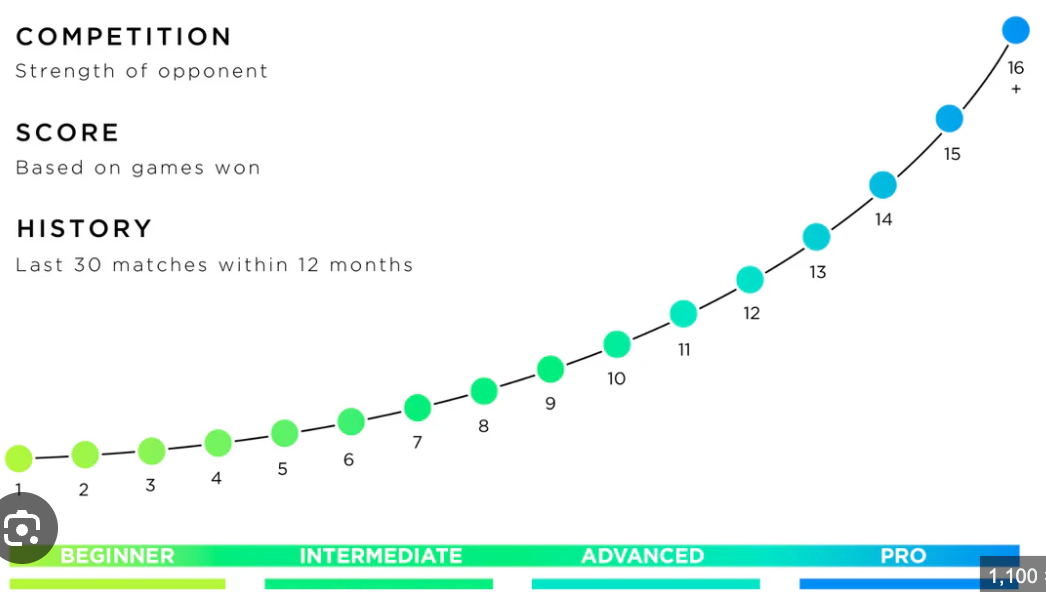 COMPETITION
Strength of opponent
SCORE
Based on games won
HISTORY
Last 30 matches within 12 months
1
2
3
4
5
6
7
8
9
10
11
12
13
14
15
16
+
BEGINNER INTERMEDIATE ADVANCED PRO
1,100